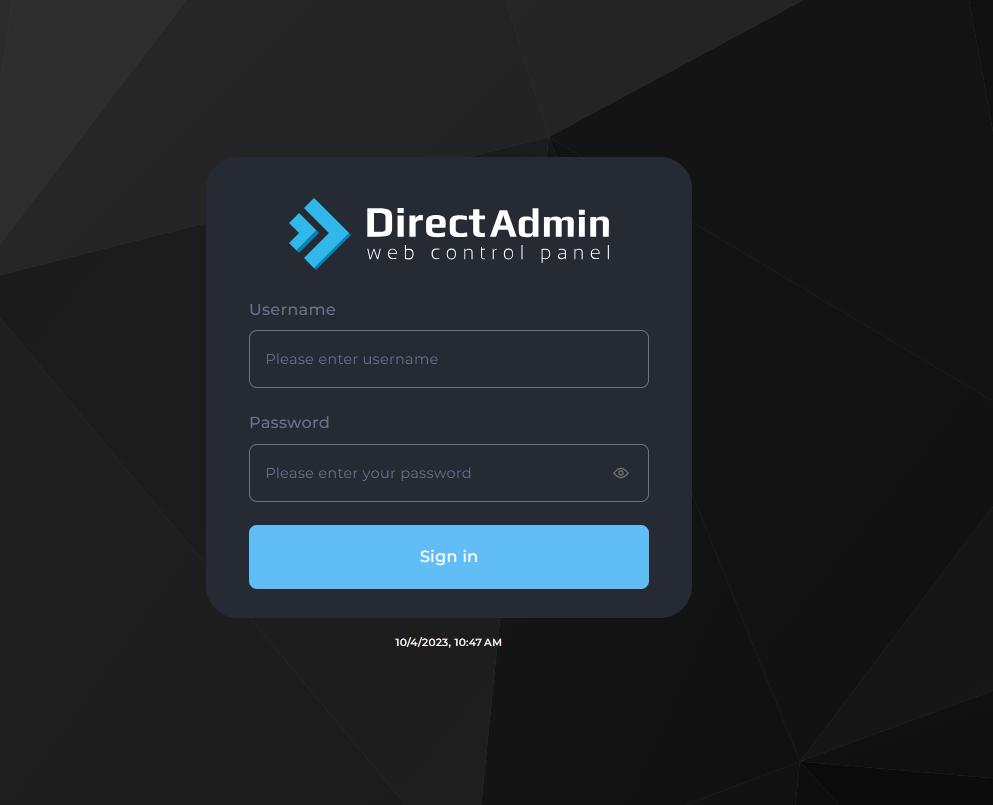 DirectAdmin
web control panel
Username
Please enter username
Password
Please enter your password
Sign in
10/4/2023, 10:47 AM